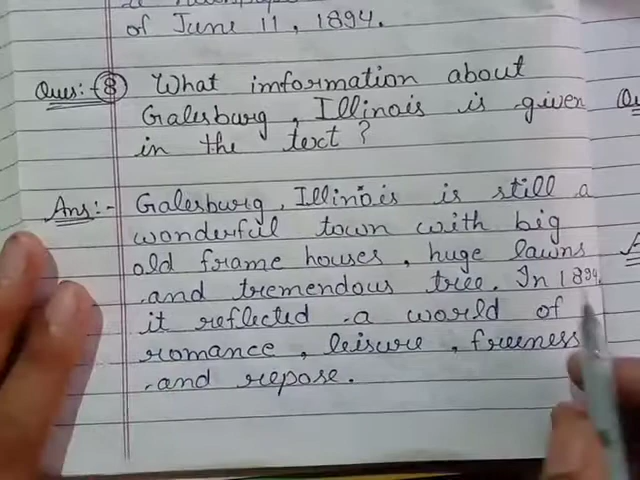 of June 11, 1894.
Ques:-(8) What imformation about
Galesburg, Illinois is given
in the text?
Ans:- Galesburg, Illinois is still a
wonderful town with big
old frame houses, huge lawns
and tremendous tree. In 1894
it reflected a world of
romance, leisure, freeness
and repose.